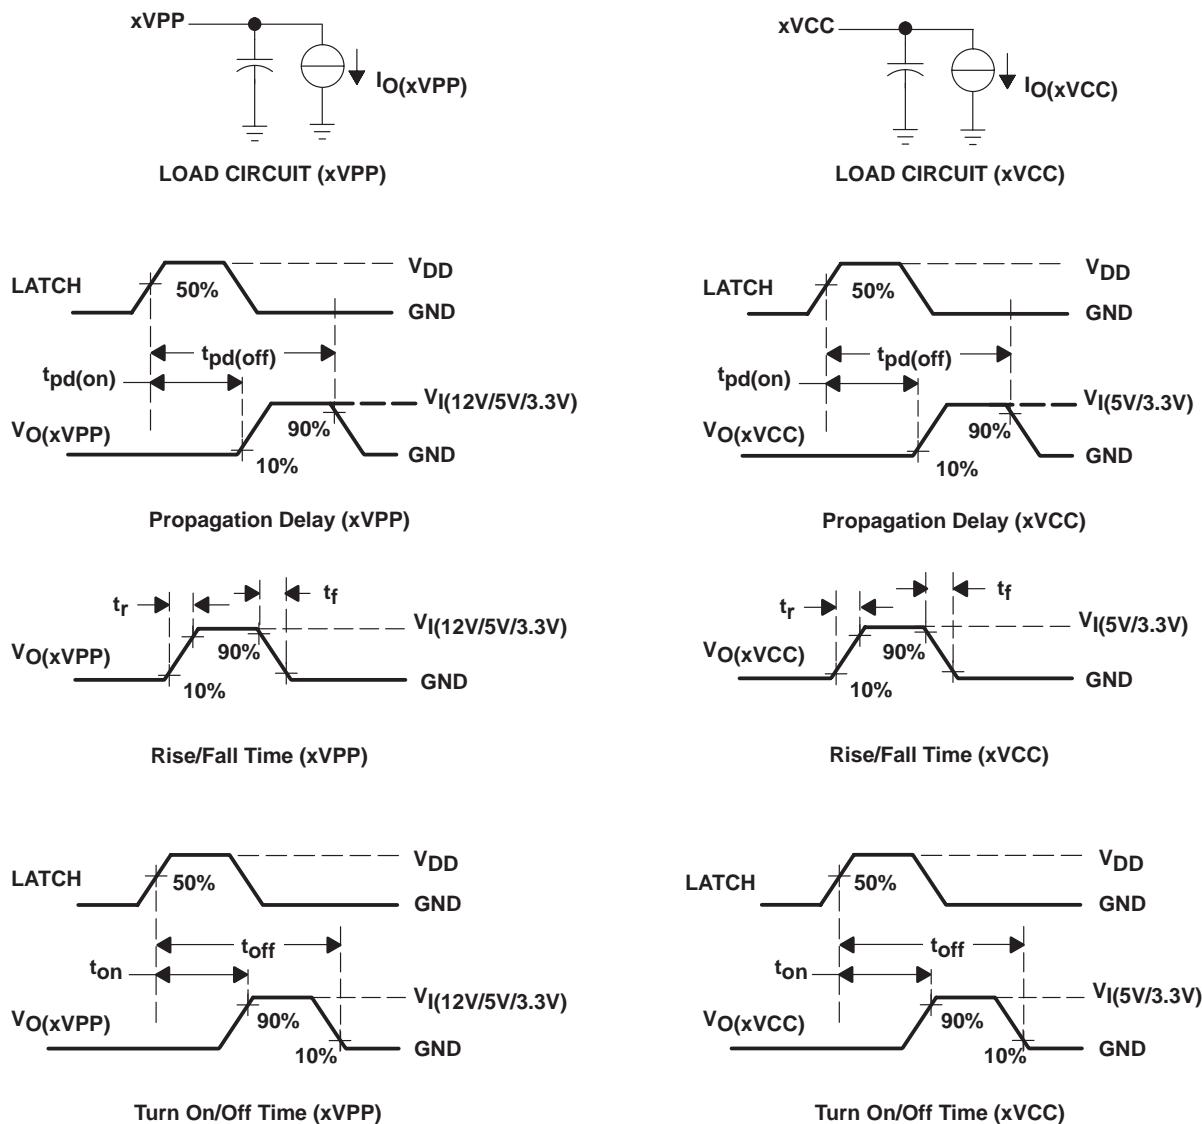 xVPP
IO(xVPP)
LOAD CIRCUIT (xVPP)
xVCC
IO(xVCC)
LOAD CIRCUIT (xVCC)
LATCH
50%
VDD
GND
tpd(off)
tpd(on)
VI(12V/5V/3.3V)
VO(xVPP)
90%
10%
GND
Propagation Delay (xVPP)
LATCH
50%
VDD
GND
tpd(off)
tpd(on)
VI(5V/3.3V)
VO(xVCC)
90%
10%
GND
Propagation Delay (xVCC)
tr
tf
VI(12V/5V/3.3V)
VO(xVPP)
90%
10%
GND
Rise/Fall Time (xVPP)
tr
tf
VI(5V/3.3V)
VO(xVCC)
90%
10%
GND
Rise/Fall Time (xVCC)
LATCH
50%
VDD
GND
toff
ton
VI(12V/5V/3.3V)
VO(xVPP)
90%
10%
GND
Turn On/Off Time (xVPP)
LATCH
50%
VDD
GND
toff
ton
VI(5V/3.3V)
VO(xVCC)
90%
10%
GND
Turn On/Off Time (xVCC)